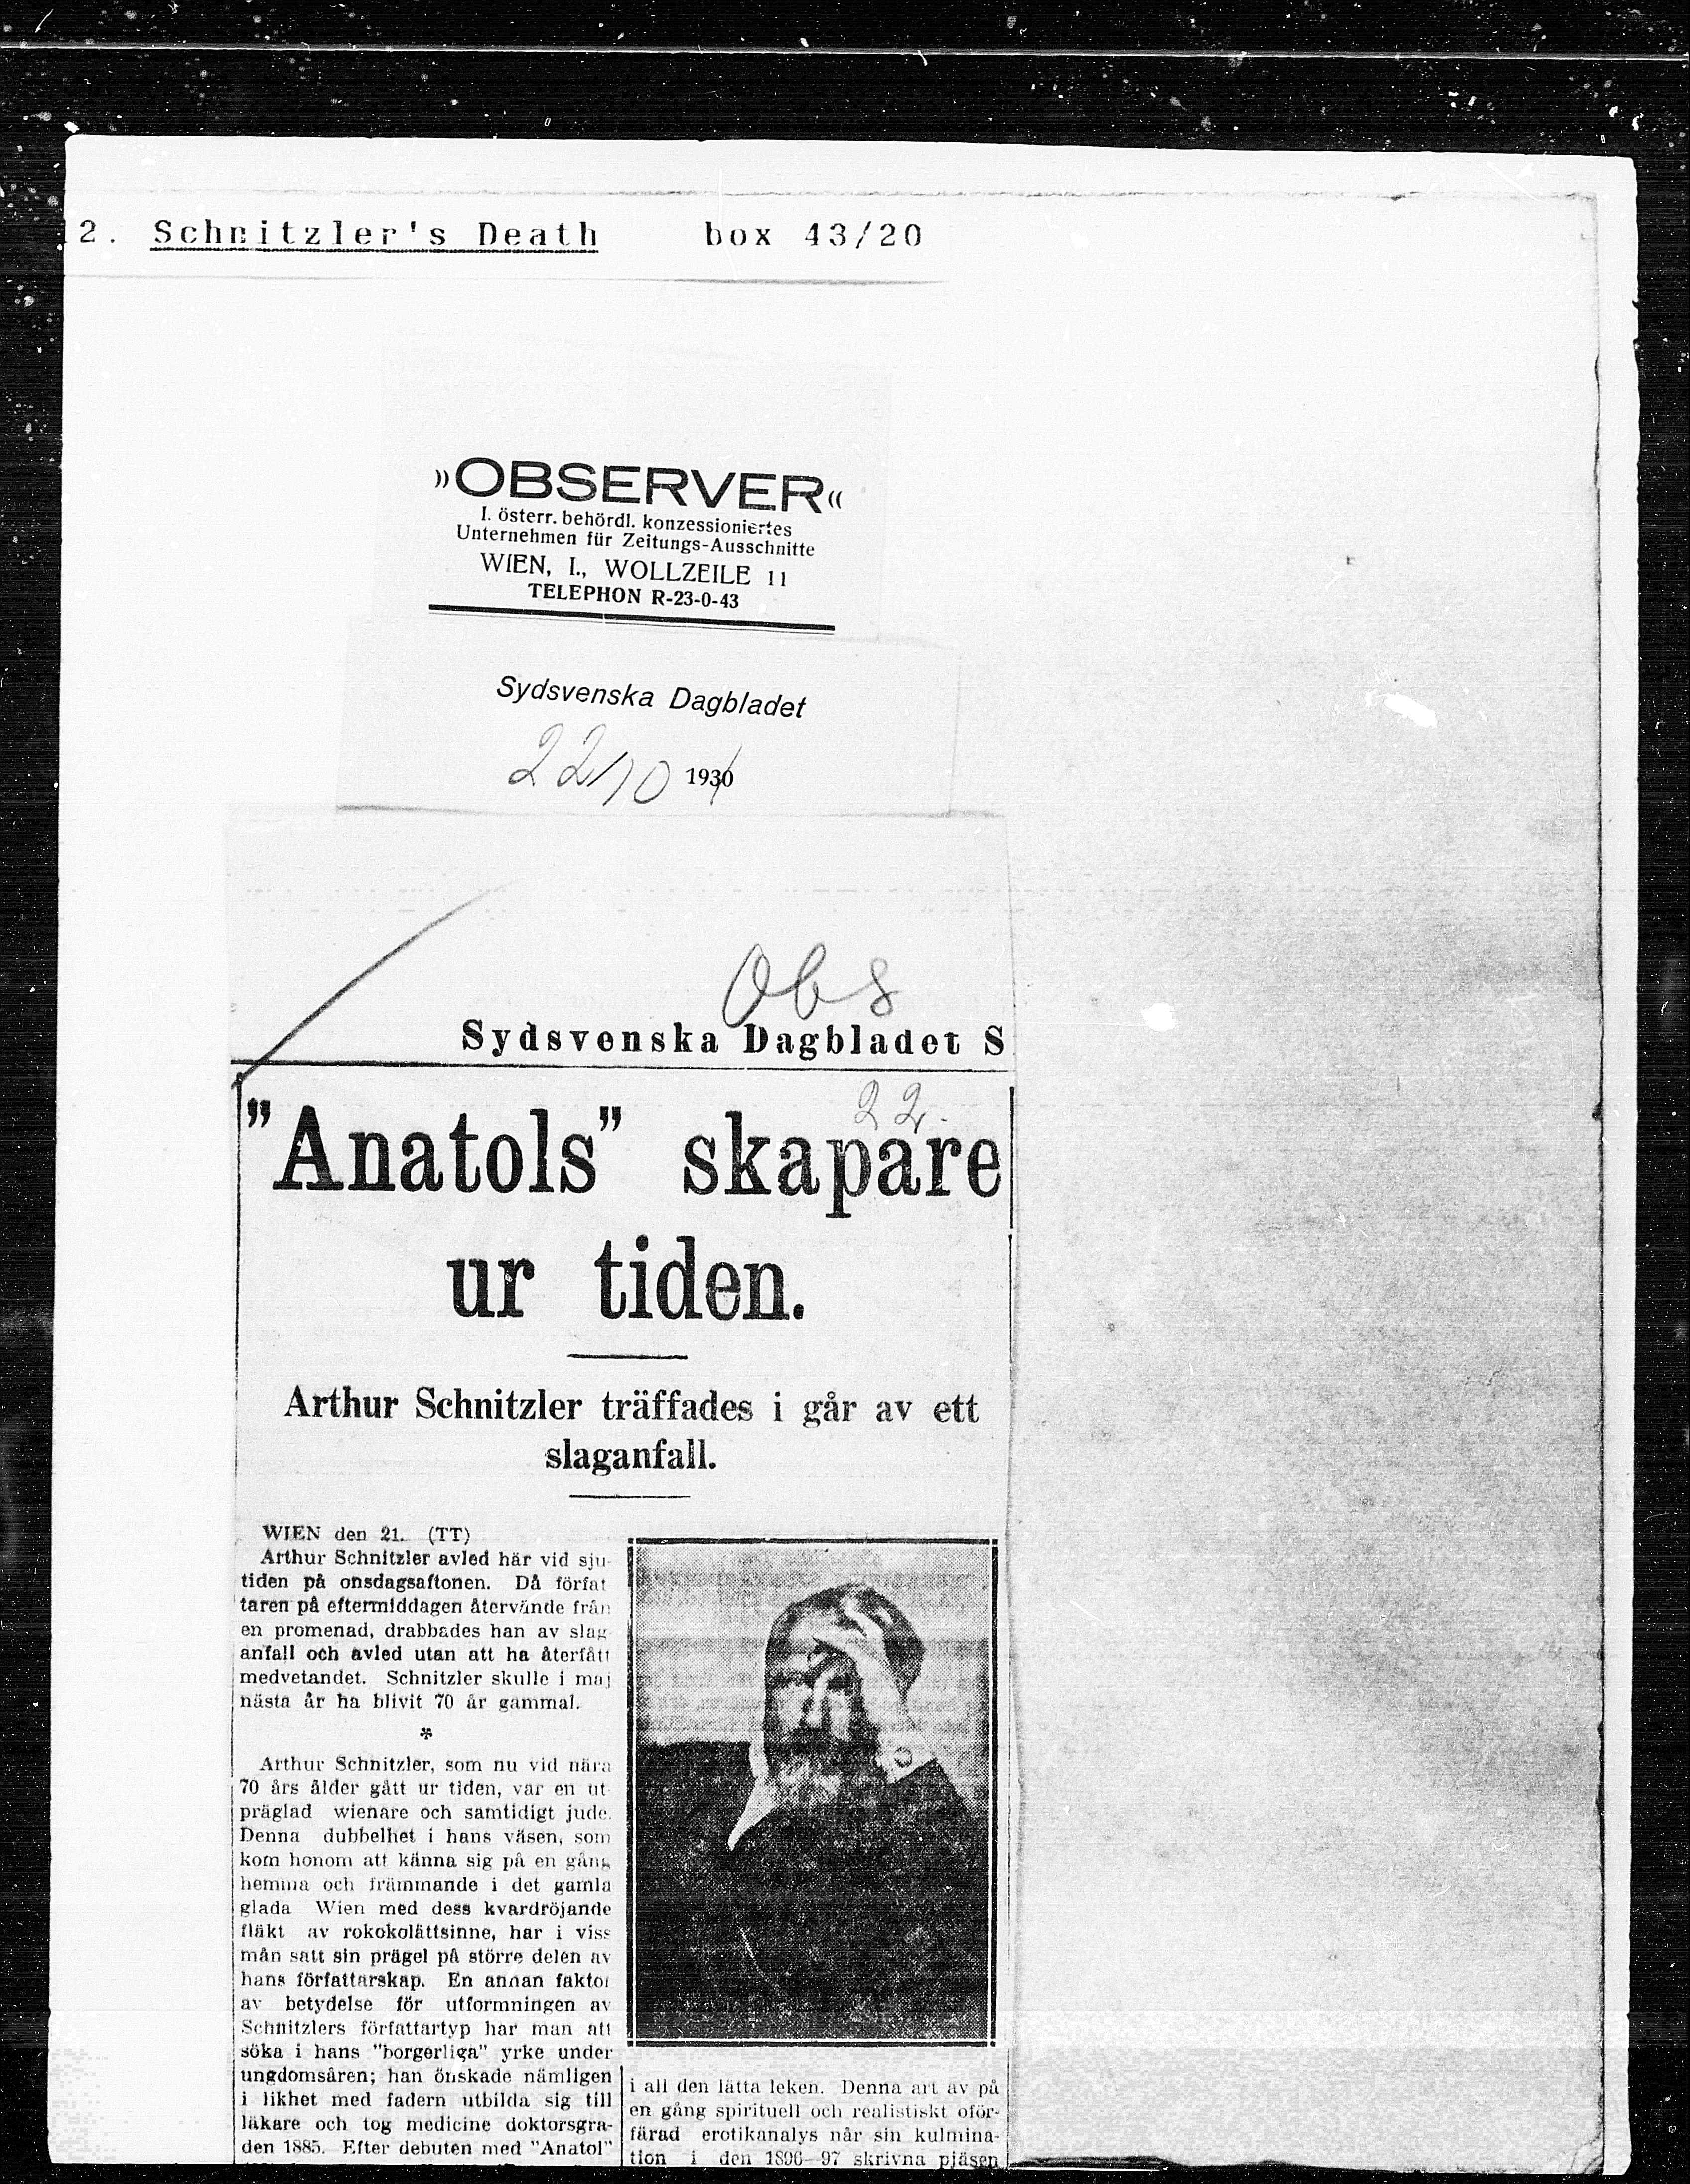 2. Schnitzler's Death box 43/20
»OBSERVER«
I. österr. behördl. konzessioniertes
Unternehmen für Zeitungs-Ausschnitte
WIEN, I., WOLLZEILE 11
TELEPHON R-23-0-43
Sydsvenska Dagbladet
22/10 1931
Obs
Sydsvenska Dagbladet S
22.
"Anatols" skapare
ur tiden.
Arthur Schnitzler träffades i går av ett
slaganfall.
WIEN den 21. (TT)
Arthur Schnitzler avled här vid sju-
tiden på onsdagsaftonen. Då förfat
taren på eftermiddagen återvände från
en promenad, drabbades han av slag
anfall och avled utan att ha återfått
medvetandet. Schnitzler skulle i maj
nästa år ha blivit 70 år gammal.
*
Arthur Schnitzler, som nu vid nära
70 års ålder gått ur tiden, var en ut-
präglad wienare och samtidigt jude.
Denna dubbelhet i hans väsen, som
kom honom att känna sig på en gång
hemma och främmande i det gamla
glada Wien med dess kvardröjande
fläkt av rokokolättsinne, har i viss
mån satt sin prägel på större delen av
hans författarskap. En annan faktor
av betydelse för utformningen av
Schnitzlers författartyp har man att
söka i hans "borgerliga" yrke under
ungdomsåren; han önskade nämligen
i likhet med fadern utbilda sig till
läkare och tog medicine doktorsgra-
den 1885. Efter debuten med "Anatol"
i all den lätta leken. Denna art av på
en gång spirituell och realistiskt oför-
färad erotikanalys når sin kulmina-
tion i den 1896—97 skrivna pjäsen